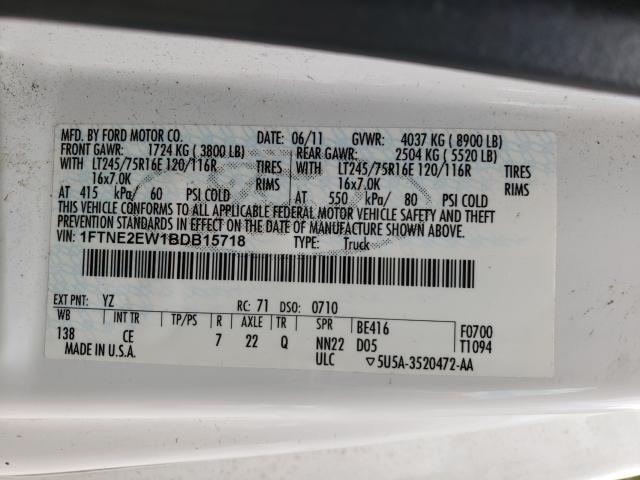 MFD. BY FORD MOTOR CO. DATE: 06/11 GVWR: 4037 KG ( 8900 LB)
FRONT GAWR: 1724 KG ( 3800 LB) REAR GAWR: 2504 KG ( 5520 LB)
WITH LT245/75R16E 120/116R TIRES WITH LT245/75R16E 120/116R TIRES
16x7.0K RIMS 16x7.0K RIMS
AT 415 kPa/ 60 PSI COLD AT 550 kPa/ 80 PSI COLD
THIS VEHICLE CONFORMS TO ALL APPLICABLE FEDERAL MOTOR VEHICLE SAFETY AND THEFT
PREVENTION STANDARDS IN EFFECT ON THE DATE OF MANUFACTURE SHOWN ABOVE.
VIN: 1FTNE2EW1BDB15718 TYPE: Truck
EXT PNT: YZ RC: 71 DSO: 0710
WB INT TR TP/PS R AXLE TR SPR BE416 F0700
138 CE 7 22 Q NN22 D05 T1094
MADE IN U.S.A. ULC ▽5U5A-3520472-AA